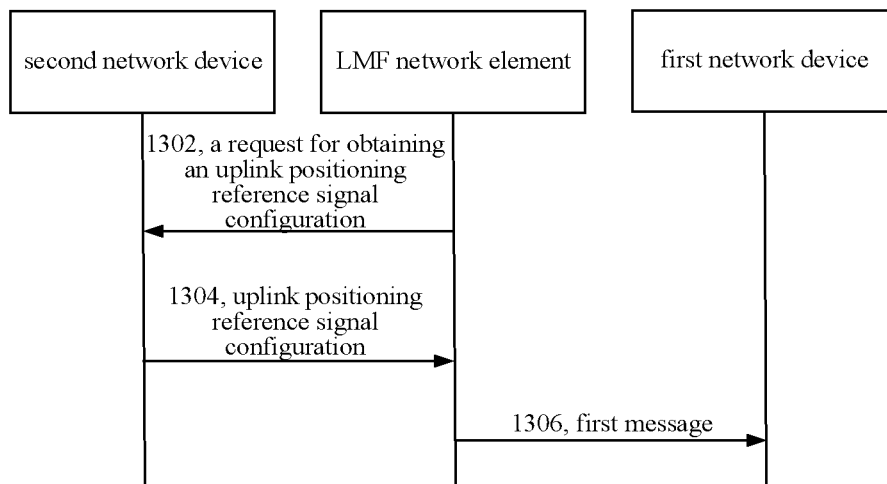 second network device
LMF network element
first network device
1302, a request for obtaining
an uplink positioning
reference signal
configuration
1304, uplink positioning
reference signal
configuration
1306, first message